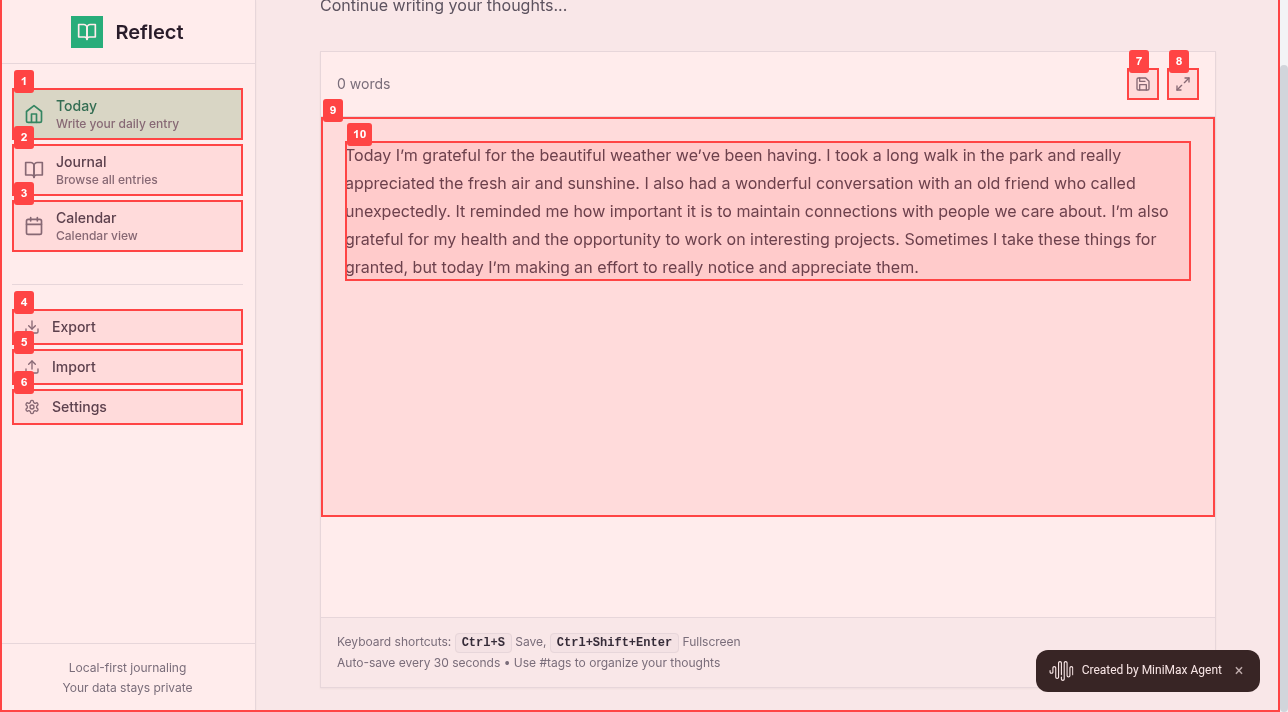 Continue writing your thoughts...
Reflect
1
Today
Write your daily entry
2
Journal
Browse all entries
3
Calendar
Calendar view
4
Export
5
Import
6
Settings
Local-first journaling
Your data stays private
0 words
7
8
9
10
Today I'm grateful for the beautiful weather we've been having. I took a long walk in the park and really
appreciated the fresh air and sunshine. I also had a wonderful conversation with an old friend who called
unexpectedly. It reminded me how important it is to maintain connections with people we care about. I'm also
grateful for my health and the opportunity to work on interesting projects. Sometimes I take these things for
granted, but today I'm making an effort to really notice and appreciate them.
Keyboard shortcuts: Ctrl+S Save, Ctrl+Shift+Enter Fullscreen
Auto-save every 30 seconds • Use #tags to organize your thoughts
Created by MiniMax Agent ×